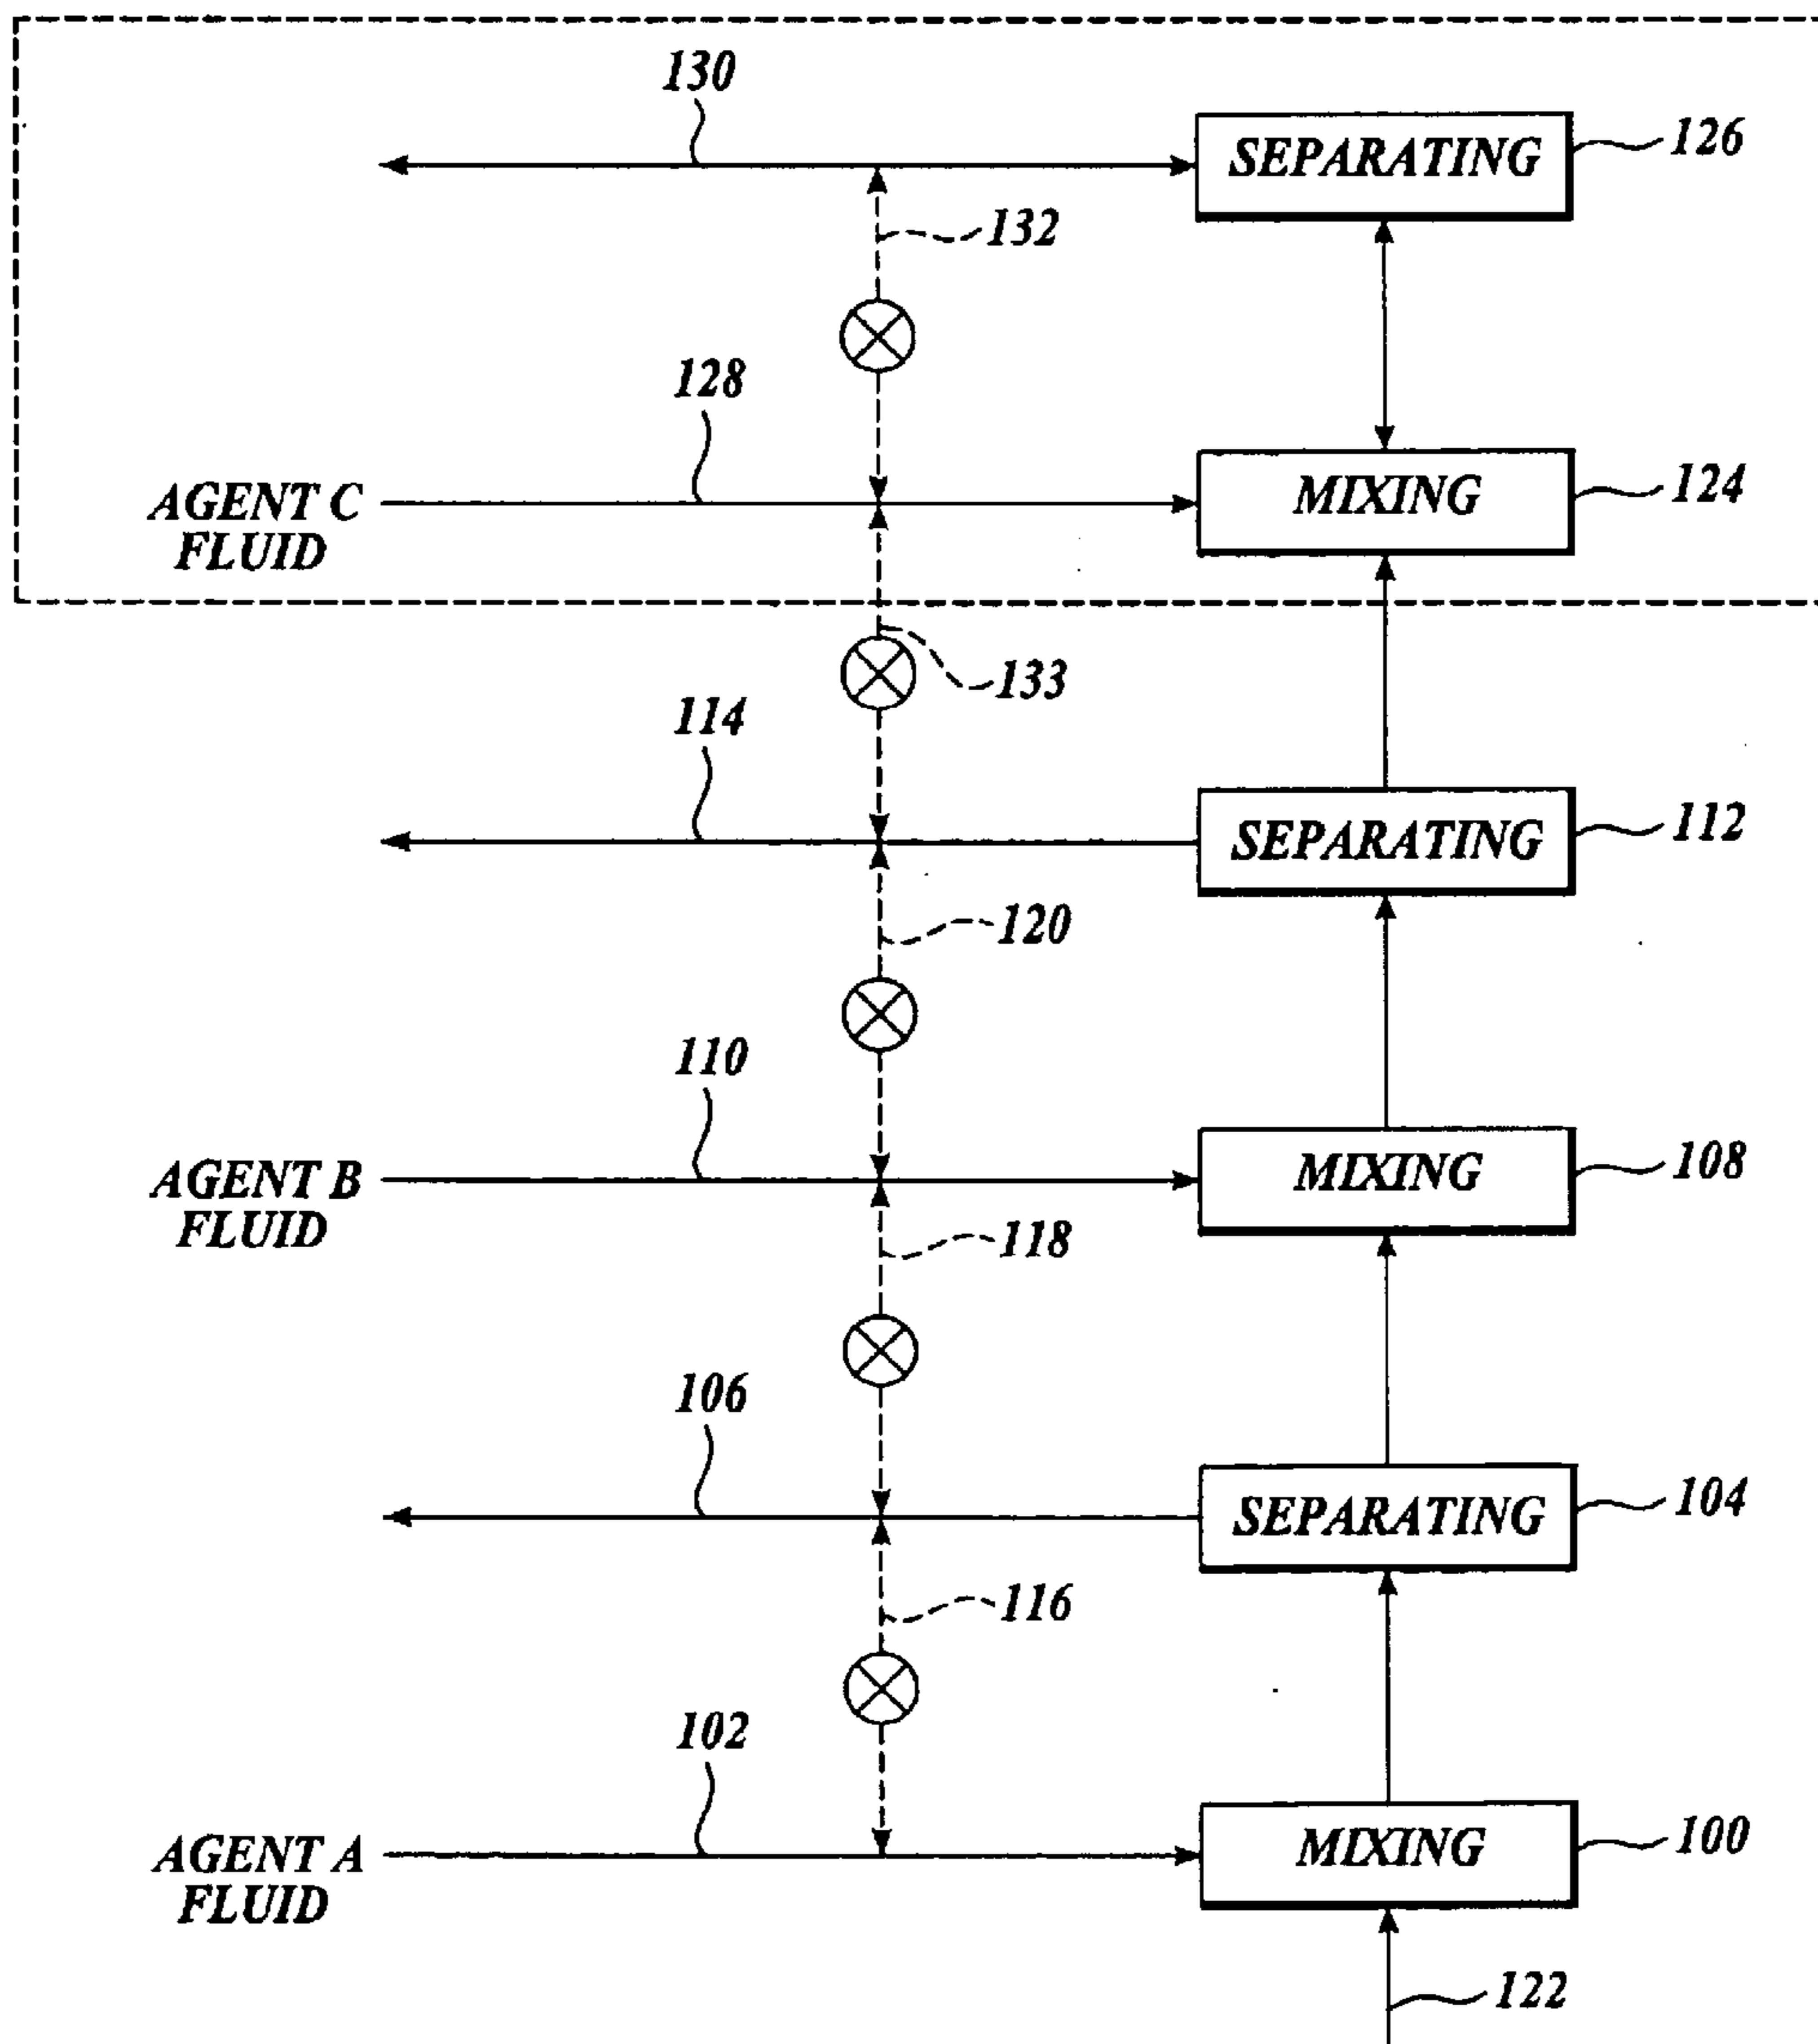 130
SEPARATING
126
132
128
AGENT C
FLUID
MIXING
124
133
114
SEPARATING
112
120
110
AGENT B
FLUID
MIXING
108
118
106
SEPARATING
104
116
102
AGENT A
FLUID
MIXING
100
122